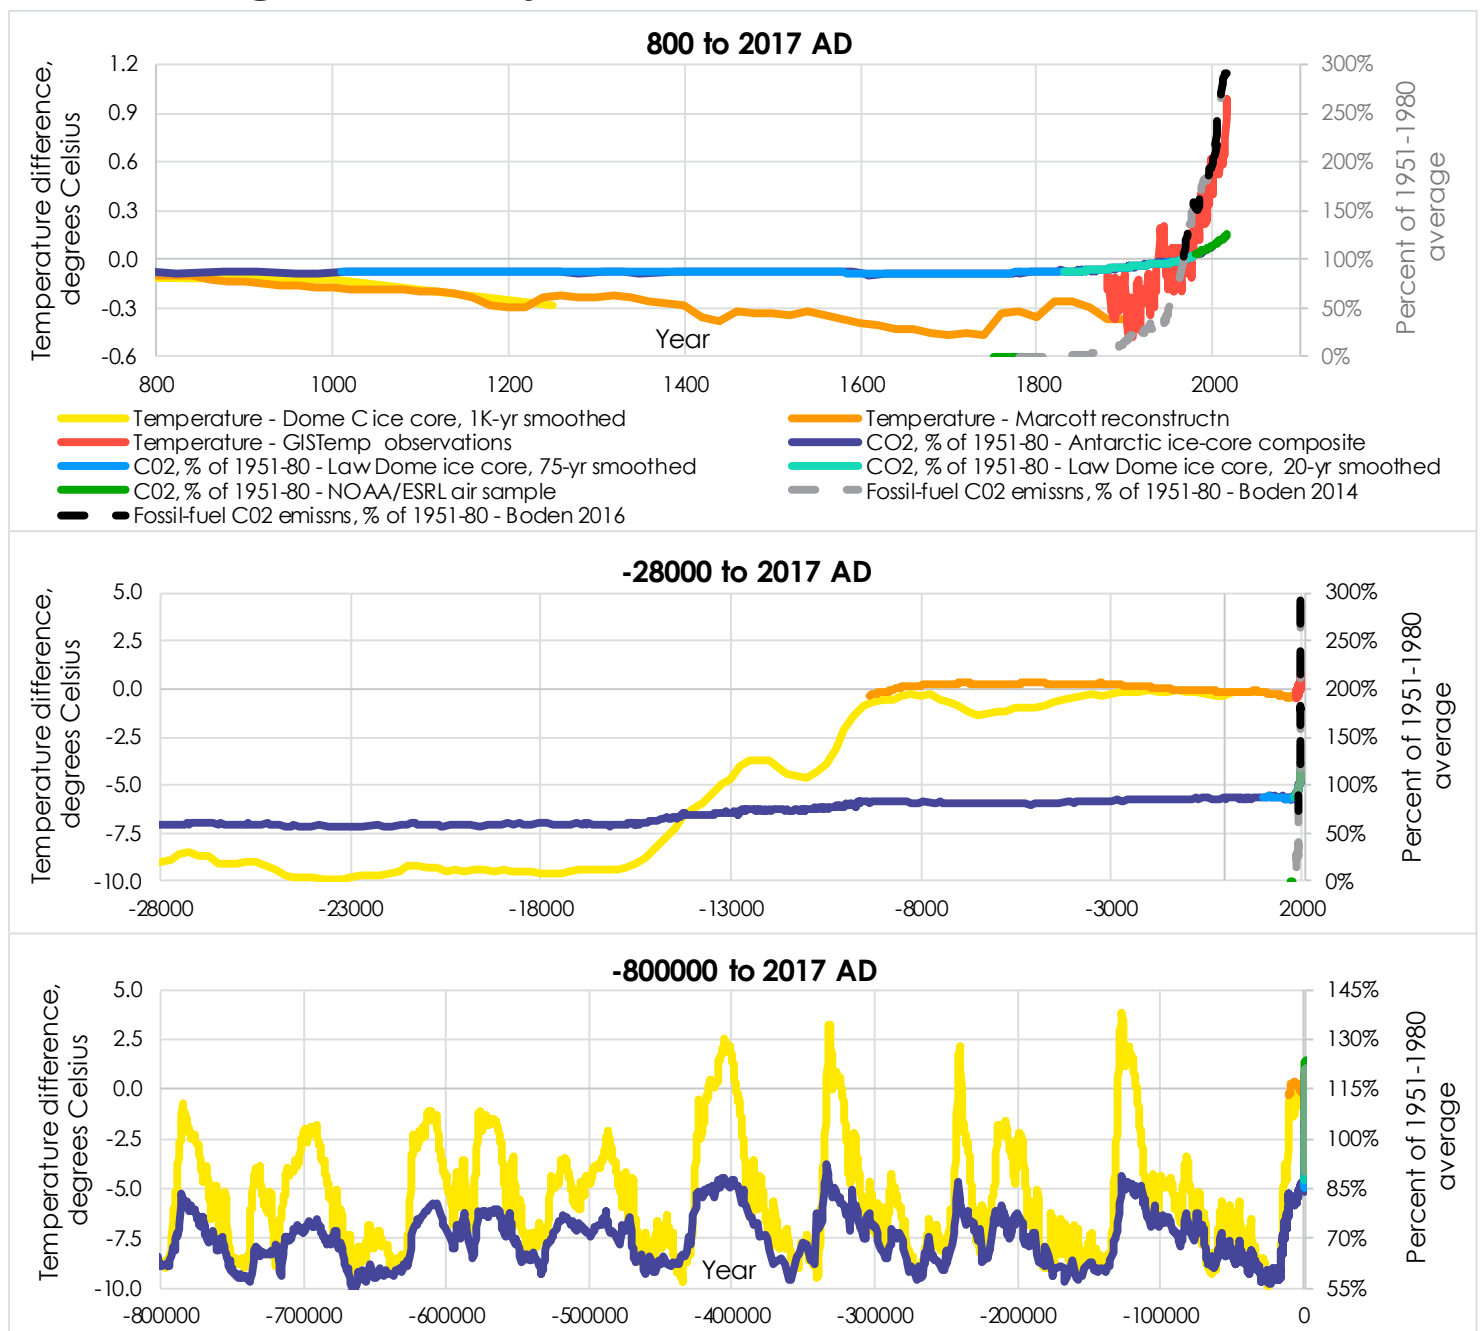 800 to 2017 AD
Temperature difference,
degrees Celsius
1.2
0.9
0.6
0.3
0.0
-0.3
-0.6
300%
250%
200%
150%
100%
50%
0%
Percent of 1951-1980
average
Year
800 1000 1200 1400 1600 1800 2000
Temperature - Dome C ice core, 1K-yr smoothed
Temperature - Marcott reconstructn
Temperature - GISTemp observations
CO2, % of 1951-80 - Antarctic ice-core composite
C02, % of 1951-80 - Law Dome ice core, 75-yr smoothed
CO2, % of 1951-80 - Law Dome ice core, 20-yr smoothed
C02, % of 1951-80 - NOAA/ESRL air sample
Fossil-fuel C02 emissns, % of 1951-80 - Boden 2014
Fossil-fuel C02 emissns, % of 1951-80 - Boden 2016
-28000 to 2017 AD
Temperature difference,
degrees Celsius
5.0
2.5
0.0
-2.5
-5.0
-7.5
-10.0
300%
250%
200%
150%
100%
50%
0%
Percent of 1951-1980
average
-28000 -23000 -18000 -13000 -8000 -3000 2000
-800000 to 2017 AD
Temperature difference,
degrees Celsius
5.0
2.5
0.0
-2.5
-5.0
-7.5
-10.0
145%
130%
115%
100%
85%
70%
55%
Percent of 1951-1980
average
Year
-800000 -700000 -600000 -500000 -400000 -300000 -200000 -100000 0